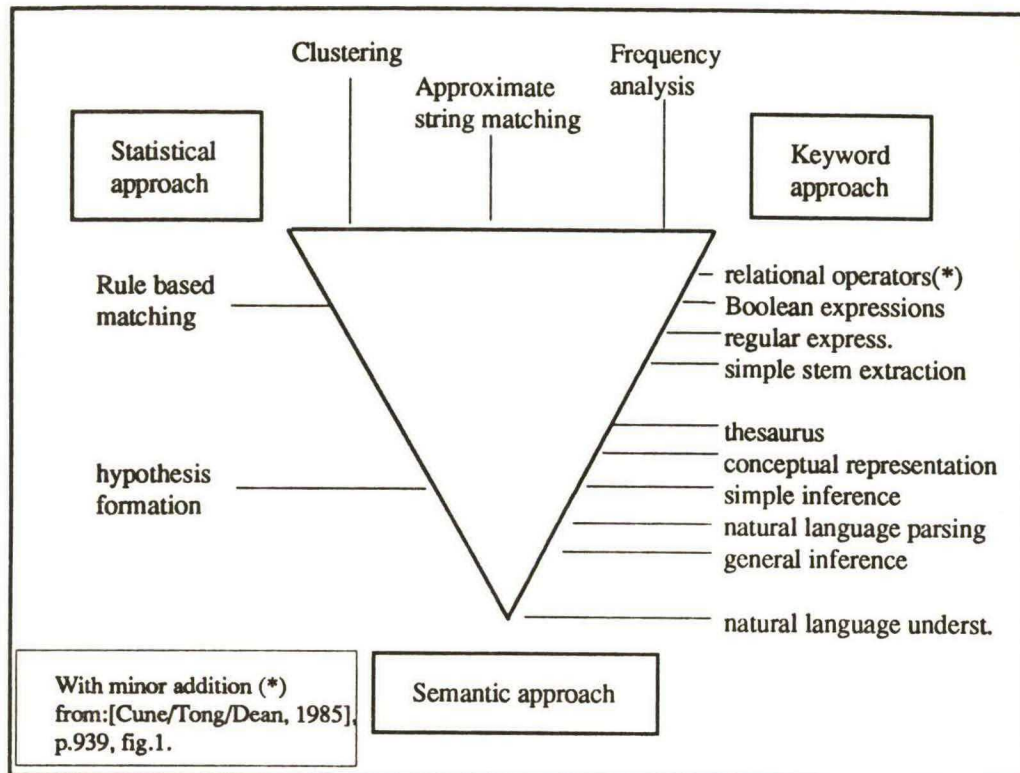 Clustering
Approximate
string matching
Frequency
analysis
Statistical
approach
Keyword
approach
Rule based
matching
hypothesis
formation
relational operators(*)
Boolean expressions
regular express.
simple stem extraction
thesaurus
conceptual representation
simple inference
natural language parsing
general inference
natural language underst.
With minor addition (*)
from:[Cune/Tong/Dean, 1985],
p.939, fig.1.
Semantic approach